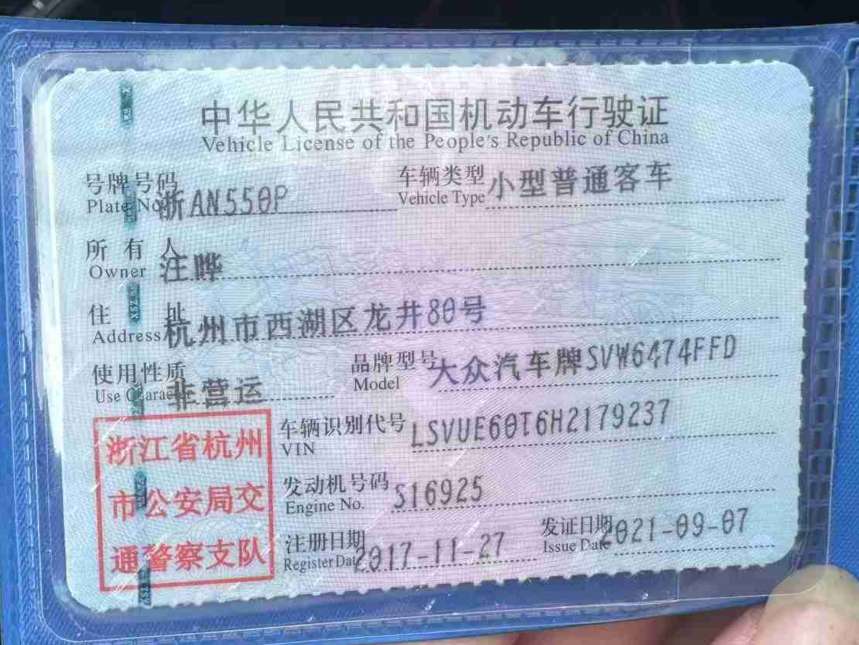 中华人民共和国机动车行驶证
Vehicle License of the People's Republic of China
号牌号码 浙AN550P 车辆类型 小型普通客车
Plate No. Vehicle Type
所有人 汪晔
Owner
住址 杭州市西湖区龙井80号
Address
使用性质 非营运 品牌型号 大众汽车牌SVW6474FFD
Use Charac Model
浙江省杭州
市公安局交
通警察支队
车辆识别代号 LSVUE60T6H2179237
VIN
发动机号码 S16925
Engine No.
注册日期 2017-11-27 发证日期 2021-09-07
Register Date Issue Date